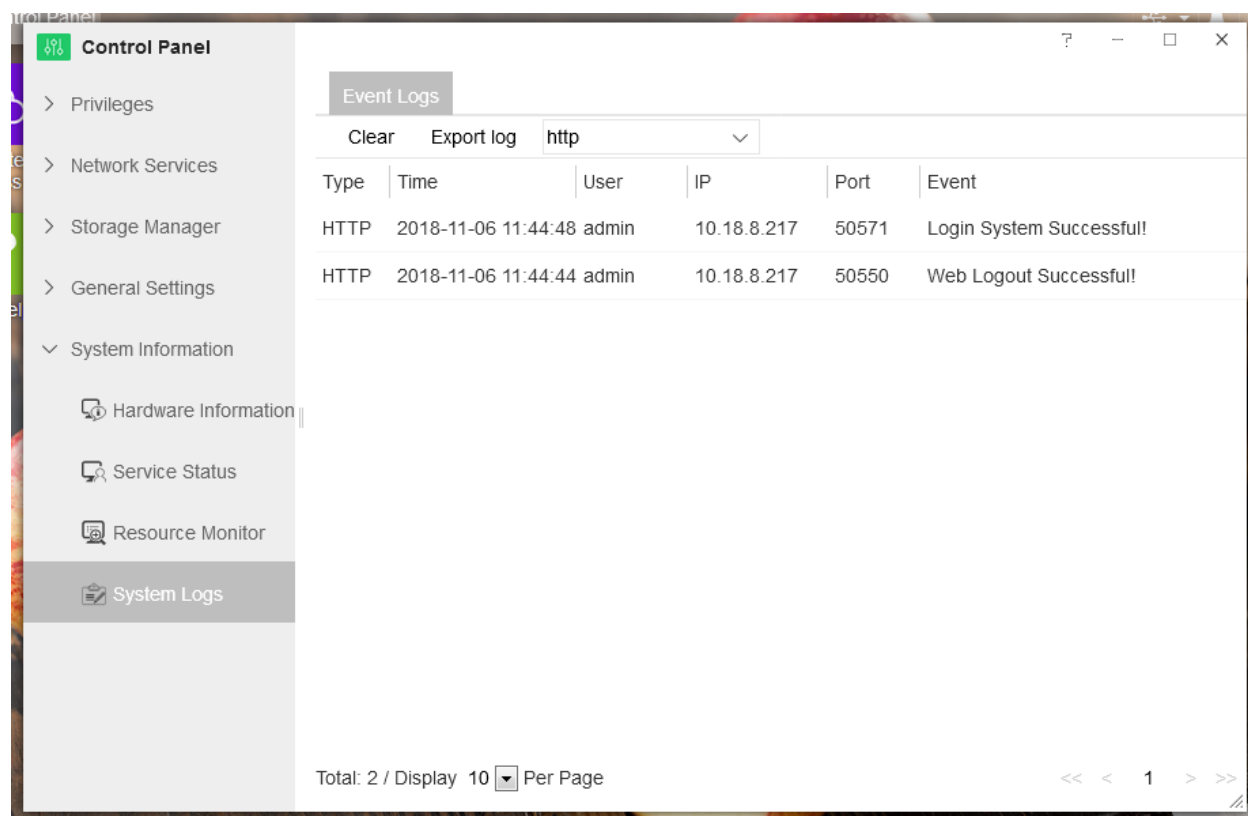 Control Panel
Privileges
Network Services
Storage Manager
General Settings
System Information
Hardware Information
Service Status
Resource Monitor
System Logs
Event Logs
Clear Export log http
Type Time User IP Port Event
HTTP 2018-11-06 11:44:48 admin 10.18.8.217 50571 Login System Successful!
HTTP 2018-11-06 11:44:44 admin 10.18.8.217 50550 Web Logout Successful!
Total: 2 / Display 10 Per Page << < 1 > >>